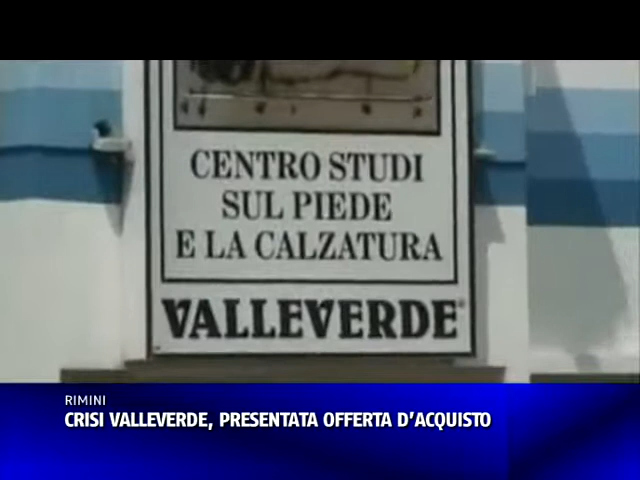 CENTRO STUDI
SUL PIEDE
E LA CALZATURA
VALLEVERDE
RIMINI
CRISI VALLEVERDE, PRESENTATA OFFERTA D'ACQUISTO